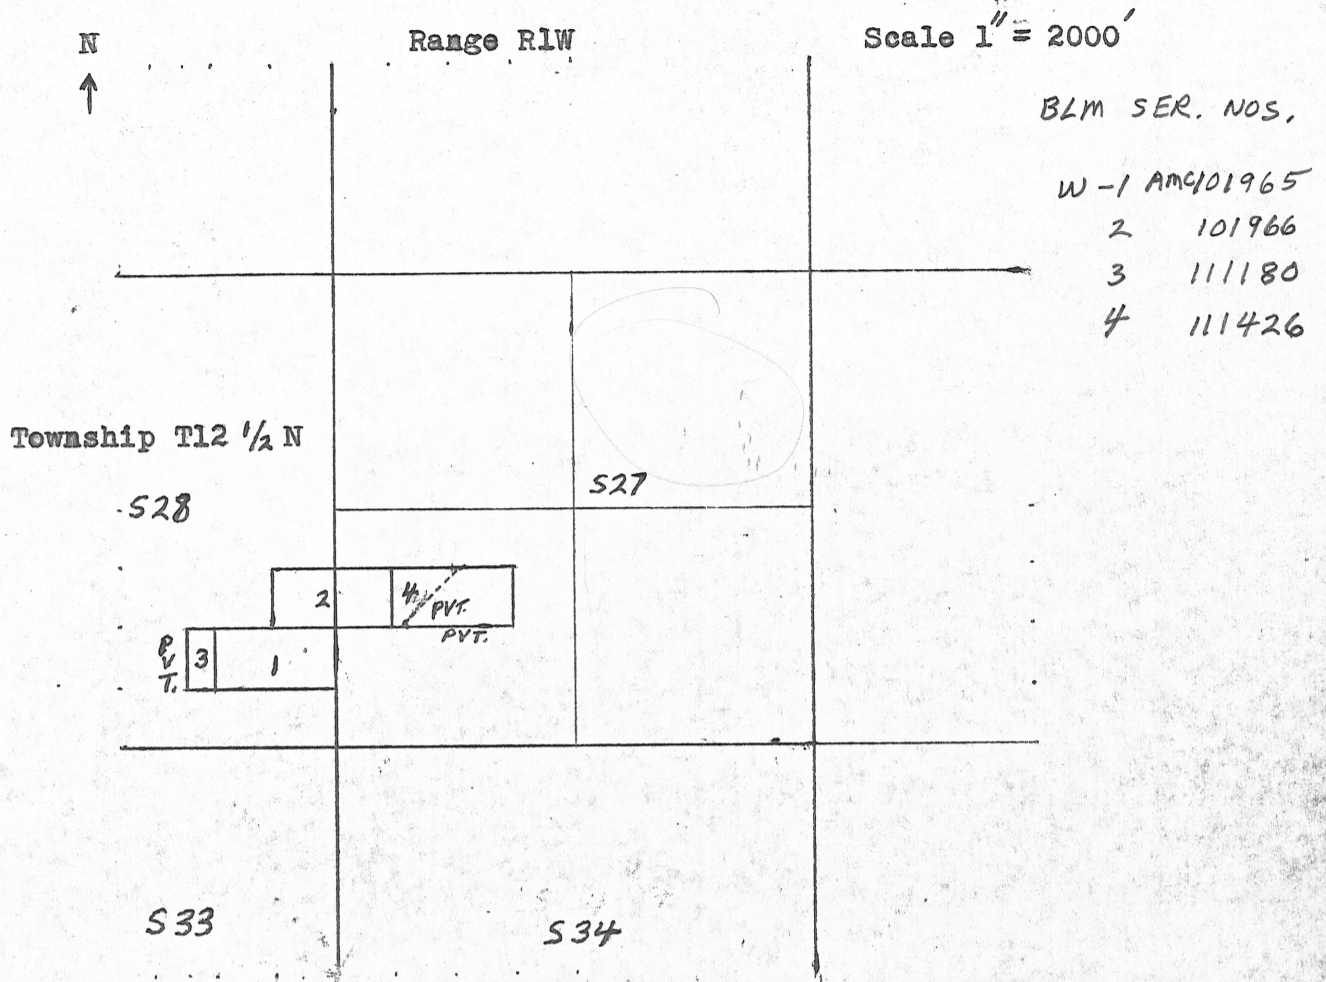 N
Range R1W
Scale 1" = 2000'
BLM SER. NOS.
W-1 AMC101965
2 101966
3 111180
4 111426
Township T12 1/2 N
S28
S27
2
4
PVT.
PVT.
P
V
T.
3
1
S33
S34